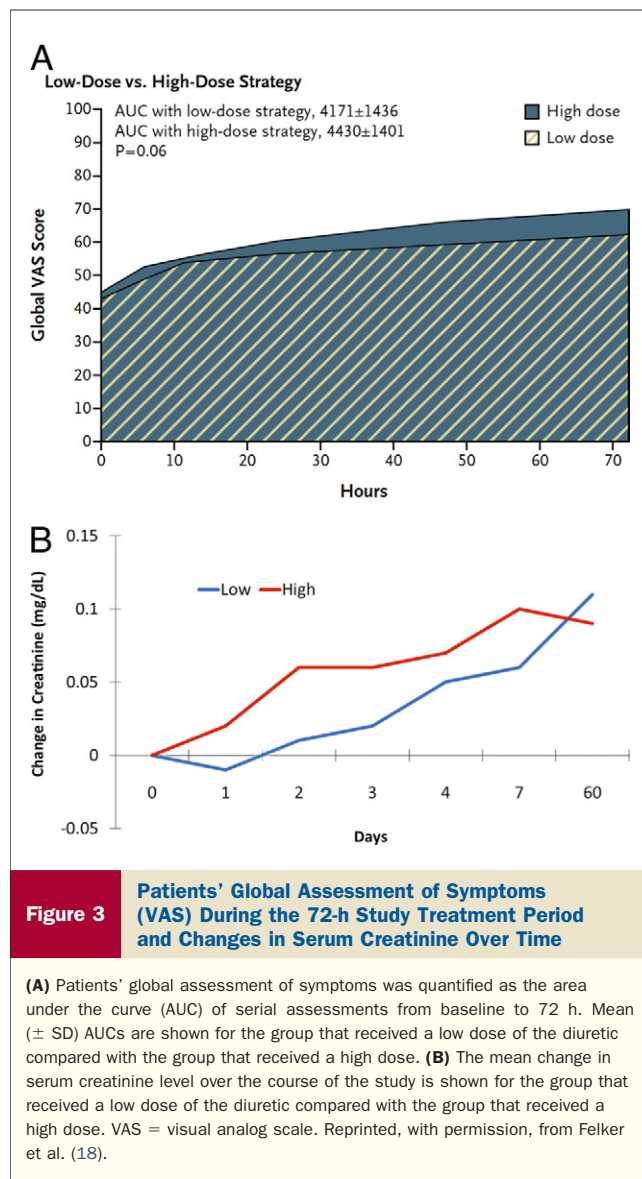 A
Low-Dose vs. High-Dose Strategy
AUC with low-dose strategy, 4171±1436
AUC with high-dose strategy, 4430±1401
P=0.06
High dose
Low dose
Global VAS Score
100
90
80
70
60
50
40
30
20
10
0
0 10 20 30 40 50 60 70
Hours
B
Low High
Change in Creatinine (mg/dL)
0.15
0.1
0.05
0
-0.05
0 1 2 3 4 7 60
Days
Figure 3
Patients' Global Assessment of Symptoms
(VAS) During the 72-h Study Treatment Period
and Changes in Serum Creatinine Over Time
(A) Patients' global assessment of symptoms was quantified as the area
under the curve (AUC) of serial assessments from baseline to 72 h. Mean
(± SD) AUCs are shown for the group that received a low dose of the diuretic
compared with the group that received a high dose. (B) The mean change in
serum creatinine level over the course of the study is shown for the group that
received a low dose of the diuretic compared with the group that received a
high dose. VAS = visual analog scale. Reprinted, with permission, from Felker
et al. (18).